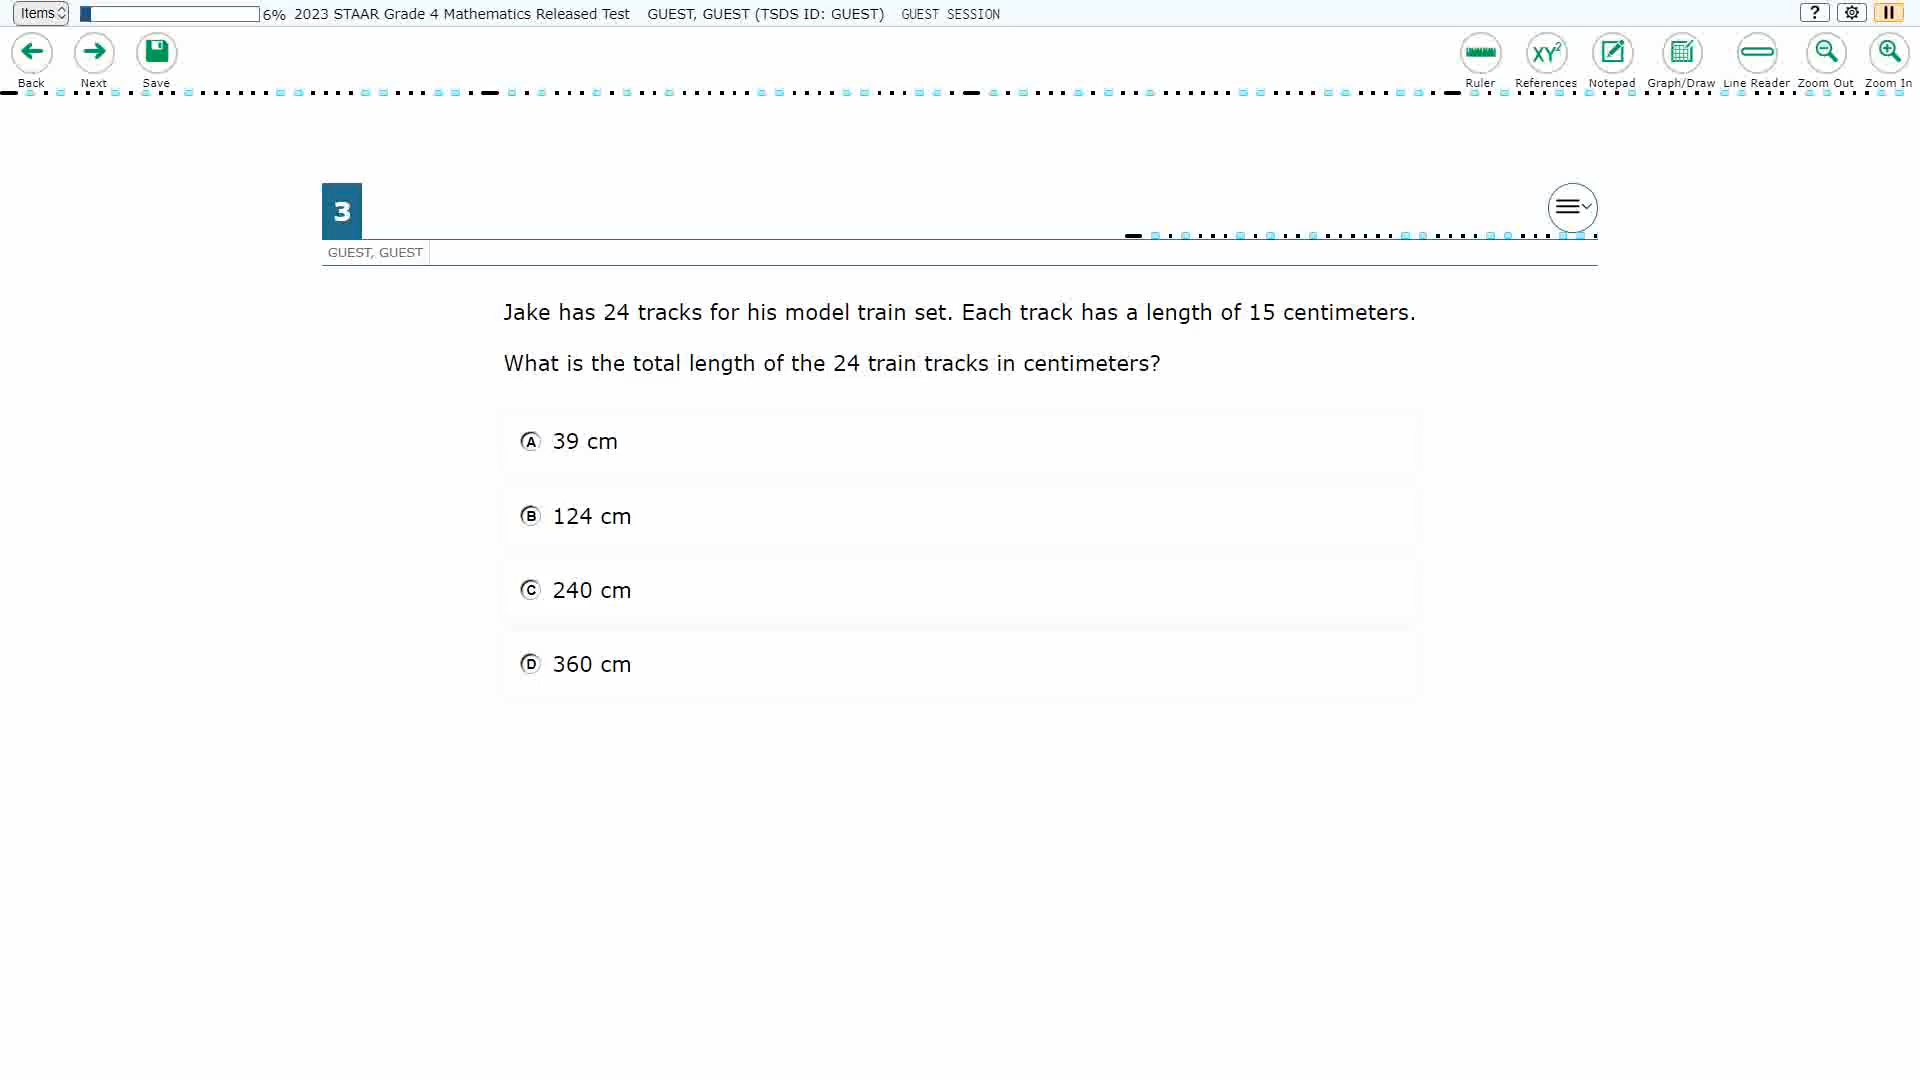 Items 6% 2023 STAAR Grade 4 Mathematics Released Test GUEST, GUEST (TSDS ID: GUEST) GUEST SESSION ?
Back Next Save XY² Ruler References Notepad Graph/Draw Line Reader Zoom Out Zoom In
3
GUEST, GUEST
Jake has 24 tracks for his model train set. Each track has a length of 15 centimeters.
What is the total length of the 24 train tracks in centimeters?
A 39 cm
B 124 cm
C 240 cm
D 360 cm